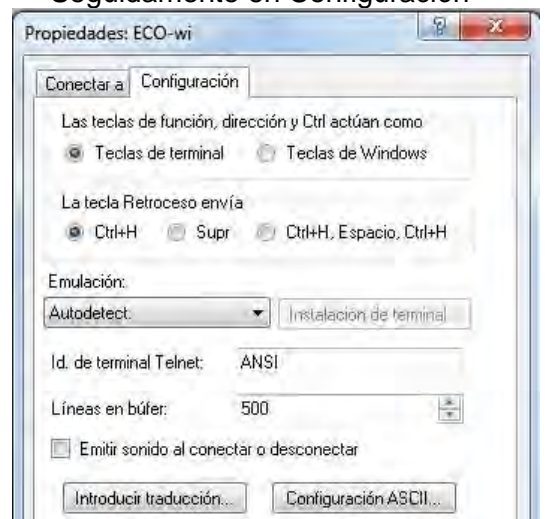 Seguidamente en Configuración
Propiedades: ECO-wi
Conectar a Configuración
Las teclas de función, dirección y Ctrl actúan como
Teclas de terminal Teclas de Windows
La tecla Retroceso envía
Ctrl+H Supr Ctrl+H, Espacio, Ctrl+H
Emulación:
Autodetect. Instalación de terminal
Id. de terminal Telnet: ANSI
Líneas en búfer: 500
Emitir sonido al conectar o desconectar
Introducir traducción... Configuración ASCII...